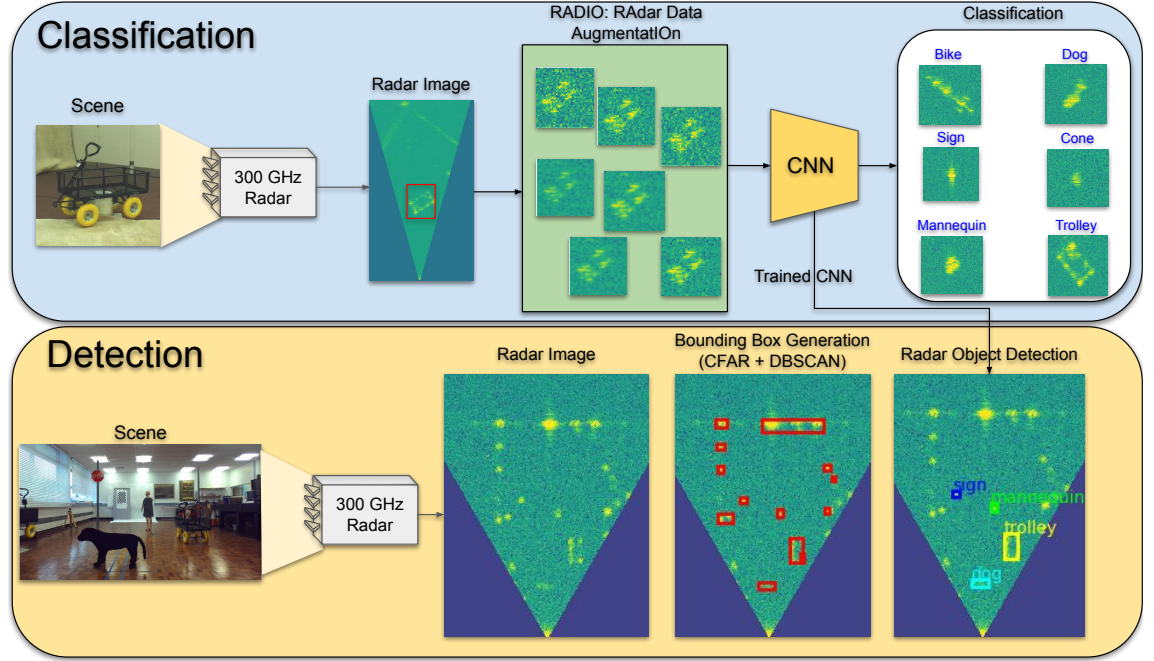 Classification
Scene
300 GHz
Radar
Radar Image
RADIO: RAdar Data
AugmentatIOn
CNN
Trained CNN
Classification
Bike
Dog
Sign
Cone
Mannequin
Trolley
Detection
Scene
300 GHz
Radar
Radar Image
Bounding Box Generation
(CFAR + DBSCAN)
Radar Object Detection
sign
mannequin
trolley
dog